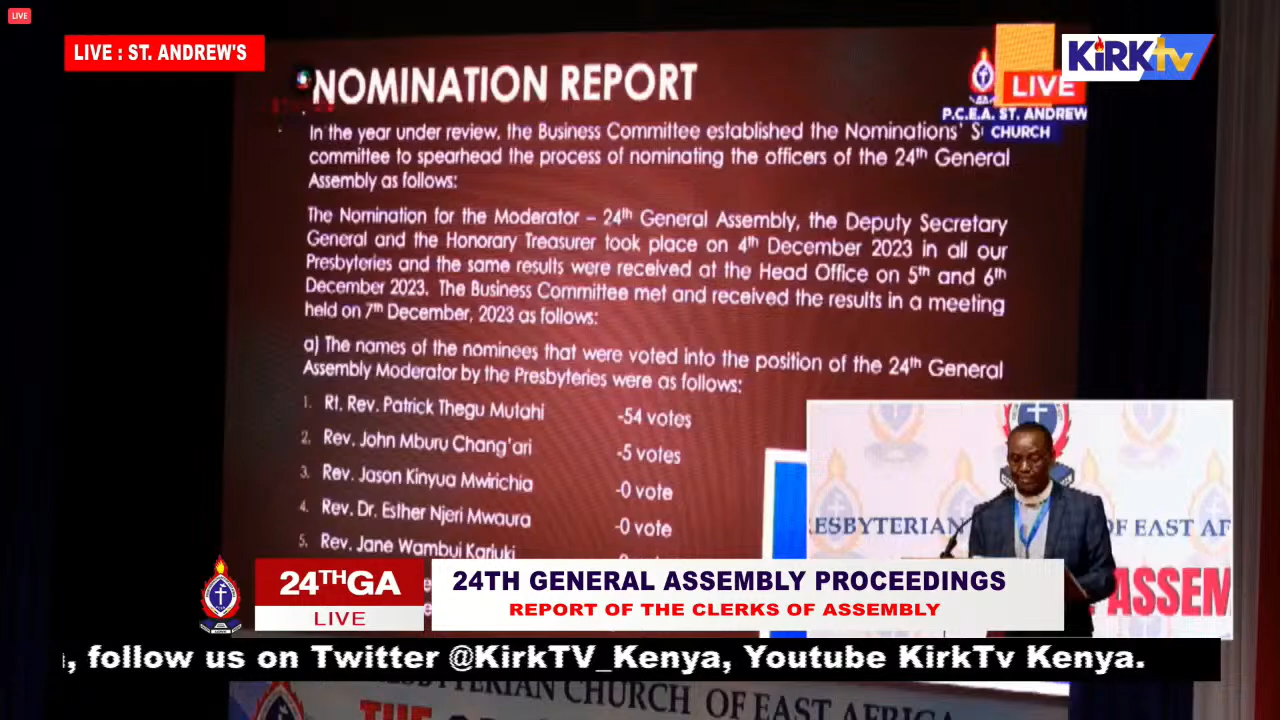 LIVE
LIVE : ST. ANDREW'S
KiRKtv
LIVE
P.C.E.A. ST. ANDREW
CHURCH
NOMINATION REPORT
In the year under review, the Business Committee established the Nominations'
committee to spearhead the process of nominating the officers of the 24th General
Assembly as follows:
The Nomination for the Moderator – 24th General Assembly, the Deputy Secretary
General and the Honorary Treasurer took place on 4th December 2023 in all our
Presbyteries and the same results were received at the Head Office on 5th and 6th
December 2023. The Business Committee met and received the results in a meeting
held on 7th December, 2023 as follows:
a) The names of the nominees that were voted into the position of the 24th General
Assembly Moderator by the Presbyteries were as follows:
1. Rt. Rev. Patrick Thegu Mutahi -54 votes
2. Rev. John Mburu Chang'ari -5 votes
3. Rev. Jason Kinyua Mwirichia -0 vote
4. Rev. Dr. Esther Njeri Mwaura -0 vote
5. Rev. Jane Wambui Kariuki
RESBYTERIAN OF EAST AF
ASSEM
24THGA
LIVE
24TH GENERAL ASSEMBLY PROCEEDINGS
REPORT OF THE CLERKS OF ASSEMBLY
, follow us on Twitter @KirkTV_Kenya, Youtube KirkTv Kenya.
ESBYTERIAN CHURCH OF EAST AFRICA
THE